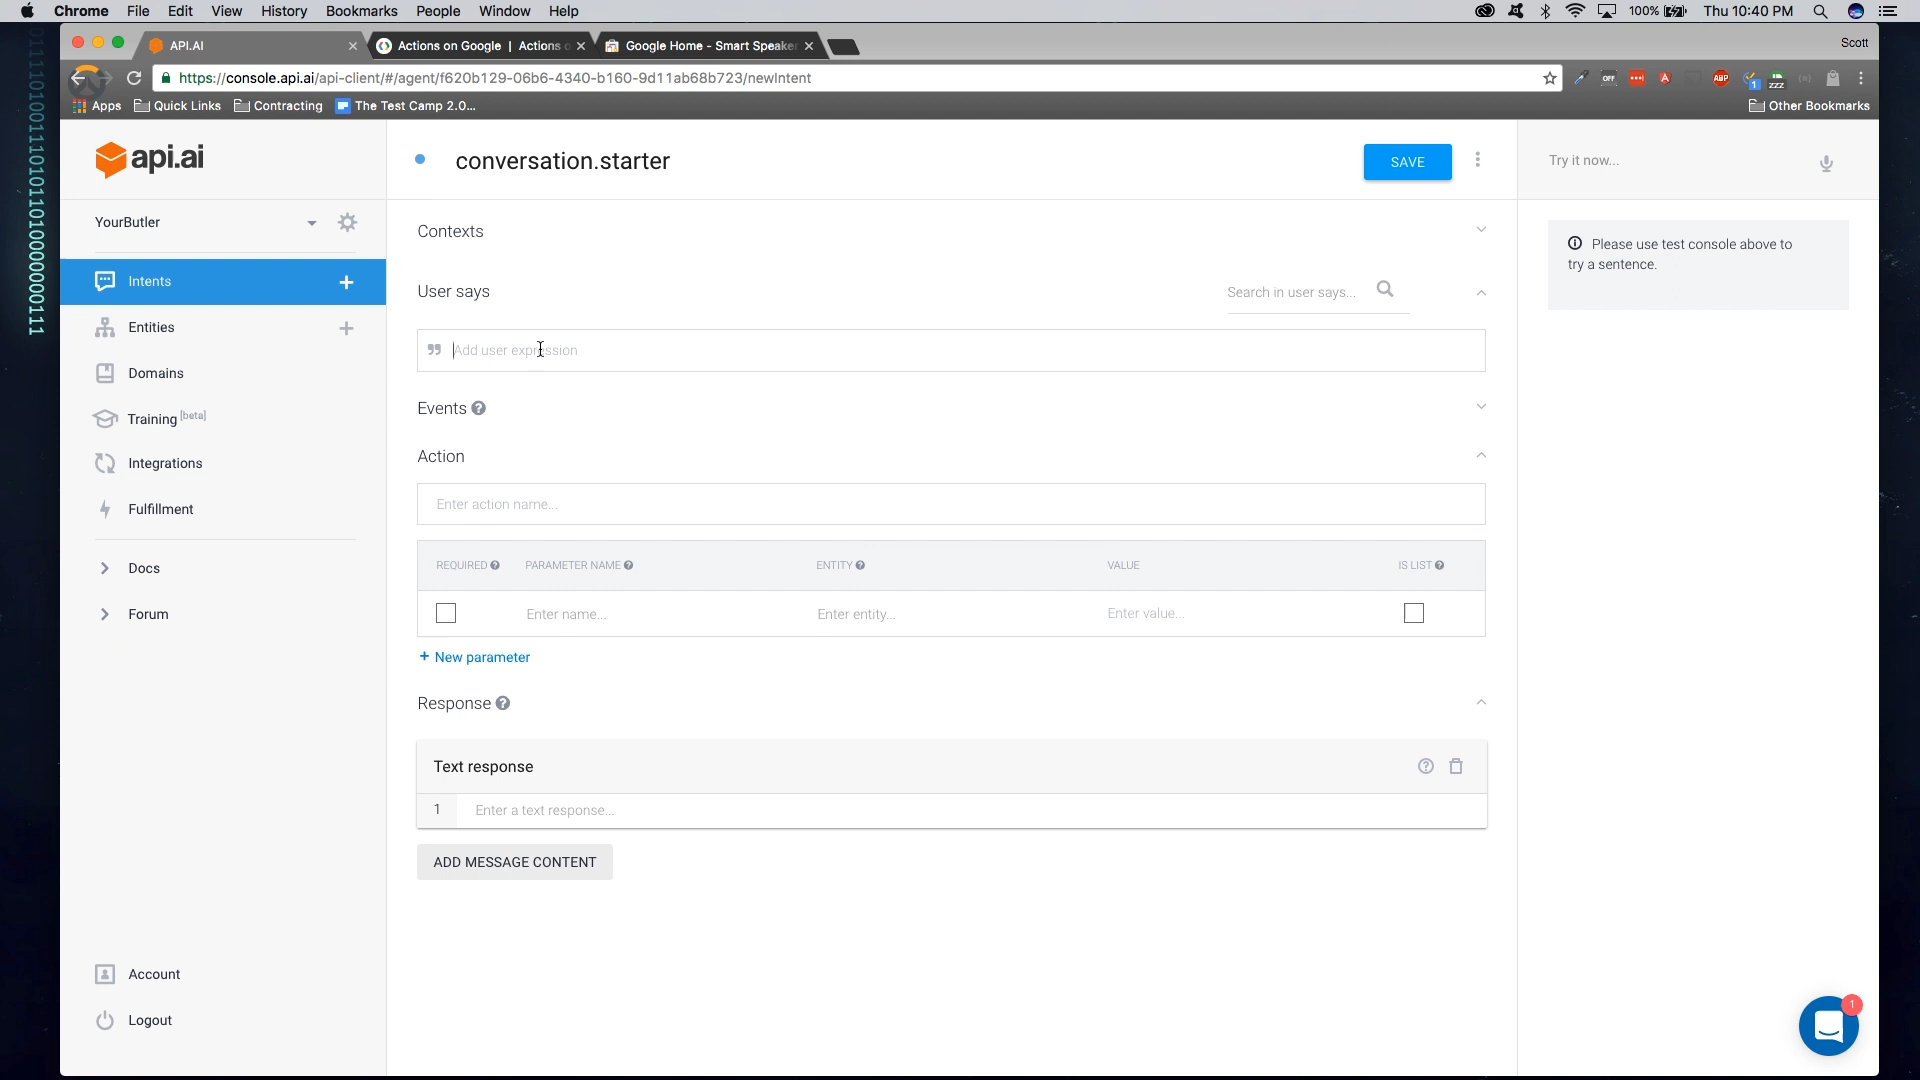 Chrome File Edit View History Bookmarks People Window Help 100% Thu 10:40 PM
API.AI Actions on Google | Actions o Google Home - Smart Speaker Scott
https://console.api.ai/api-client/#/agent/f620b129-06b6-4340-b160-9d11ab68b723/newIntent OFF ABP 1 zzz
Apps Quick Links Contracting The Test Camp 2.0... Other Bookmarks
api.ai
conversation.starter
SAVE
Try it now...
YourButler
Intents
Entities
Domains
Training [beta]
Integrations
Fulfillment
Docs
Forum
Account
Logout
Contexts
User says Search in user says...
Add user expression
Events
Action
Enter action name...
REQUIRED PARAMETER NAME ENTITY VALUE IS LIST
Enter name... Enter entity... Enter value...
+ New parameter
Response
Text response
1 Enter a text response...
ADD MESSAGE CONTENT
Please use test console above to
try a sentence.
1